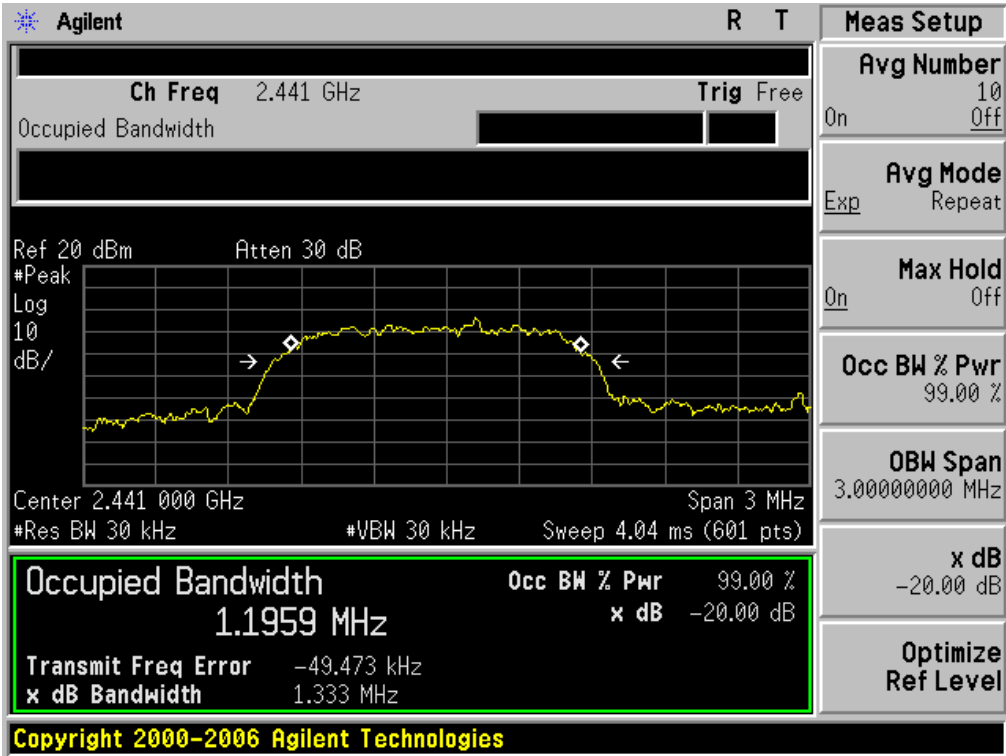 Agilent R T
Ch Freq 2.441 GHz Trig Free
Occupied Bandwidth
Ref 20 dBm Atten 30 dB
#Peak
Log
10
dB/
Center 2.441 000 GHz Span 3 MHz
#Res BW 30 kHz #VBW 30 kHz Sweep 4.04 ms (601 pts)
Occupied Bandwidth Occ BW % Pwr 99.00 %
1.1959 MHz x dB -20.00 dB
Transmit Freq Error -49.473 kHz
x dB Bandwidth 1.333 MHz
Copyright 2000-2006 Agilent Technologies
Meas Setup
Avg Number
10
On Off
Avg Mode
Exp Repeat
Max Hold
On Off
Occ BW % Pwr
99.00 %
OBW Span
3.00000000 MHz
x dB
-20.00 dB
Optimize
Ref Level